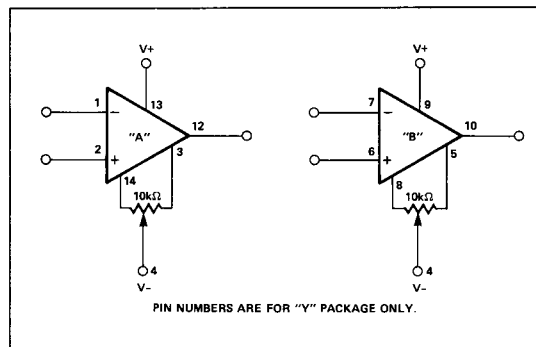 V+ V+
1 − 13 7 − 9
"A" 12 "B" 10
2 + 3 6 + 5
14 8
10kΩ 10kΩ
4 4
V− V−
PIN NUMBERS ARE FOR "Y" PACKAGE ONLY.